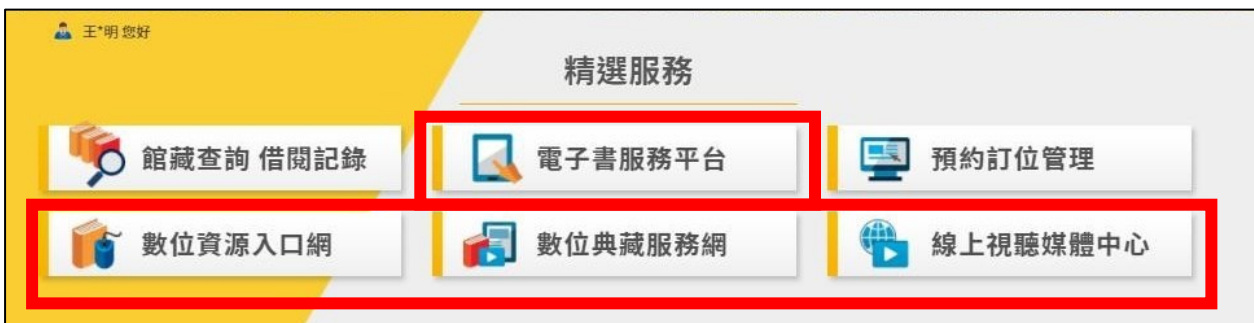 王*明 您好
精選服務
館藏查詢 借閱記錄
電子書服務平台
預約訂位管理
數位資源入口網
數位典藏服務網
線上視聽媒體中心